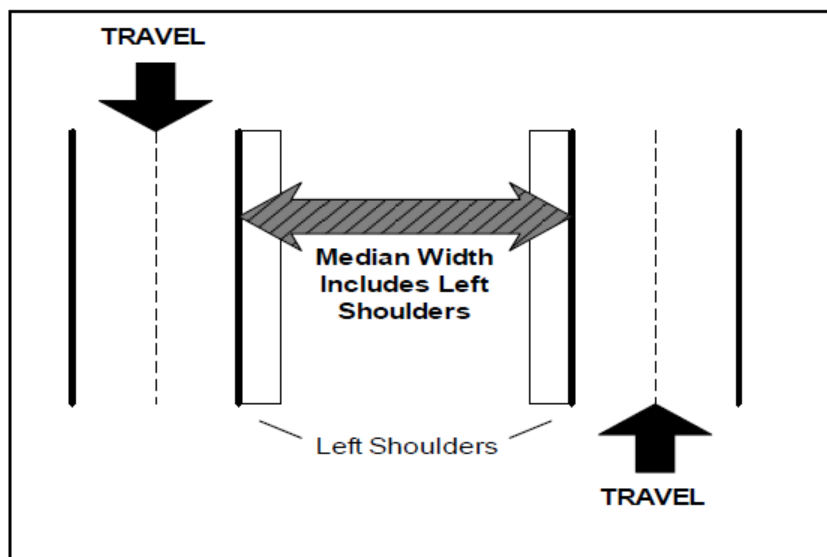 TRAVEL
Median Width
Includes Left
Shoulders
Left Shoulders
TRAVEL